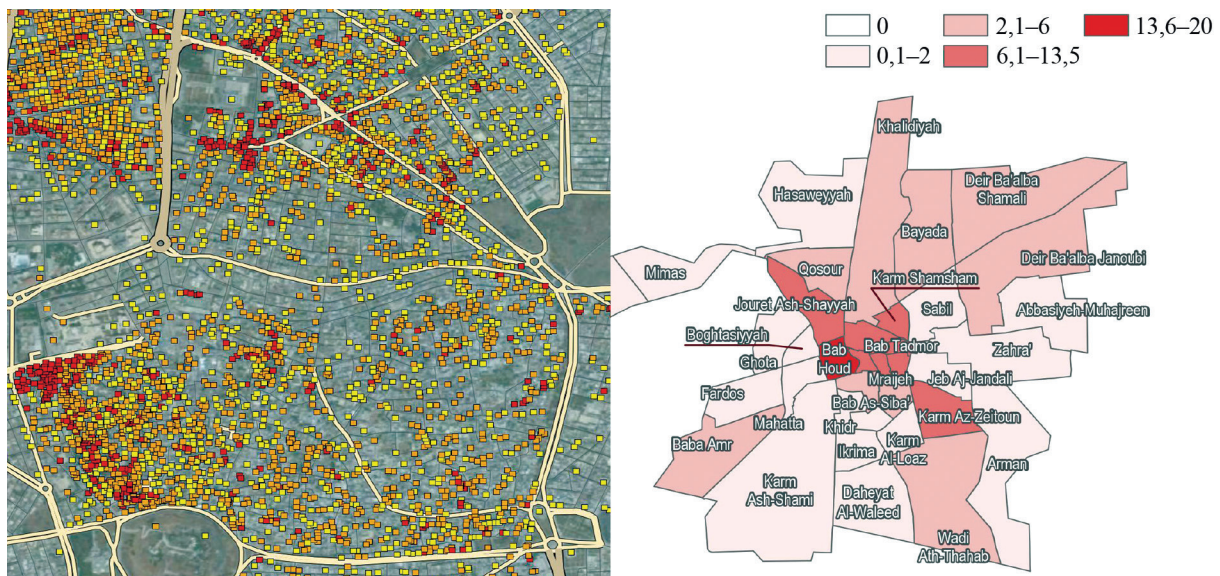 0
2,1–6
13,6–20
0,1–2
6,1–13,5
Khalidiyah
Hasaweyyah
Deir Ba'alba
Shamali
Bayada
Mimas
Qosour
Karm Shamsham
Deir Ba'alba Janoubi
Jouret Ash-Shayyah
Sabil
Abbasiyeh-Muhajreen
Boghtasiyyah
Bab Tadmor
Zahra'
Ghota
Bab
Houd
Mraijeh
Jeb Aj-Jandali
Fardos
Bab As-Siba'
Karm Az-Zeitoun
Mahatta
Khidr
Baba Amr
Ikrima
Karm
Al-Loaz
Arman
Karm
Ash-Shami
Daheyat
Al-Waleed
Wadi
Ath-Thahab